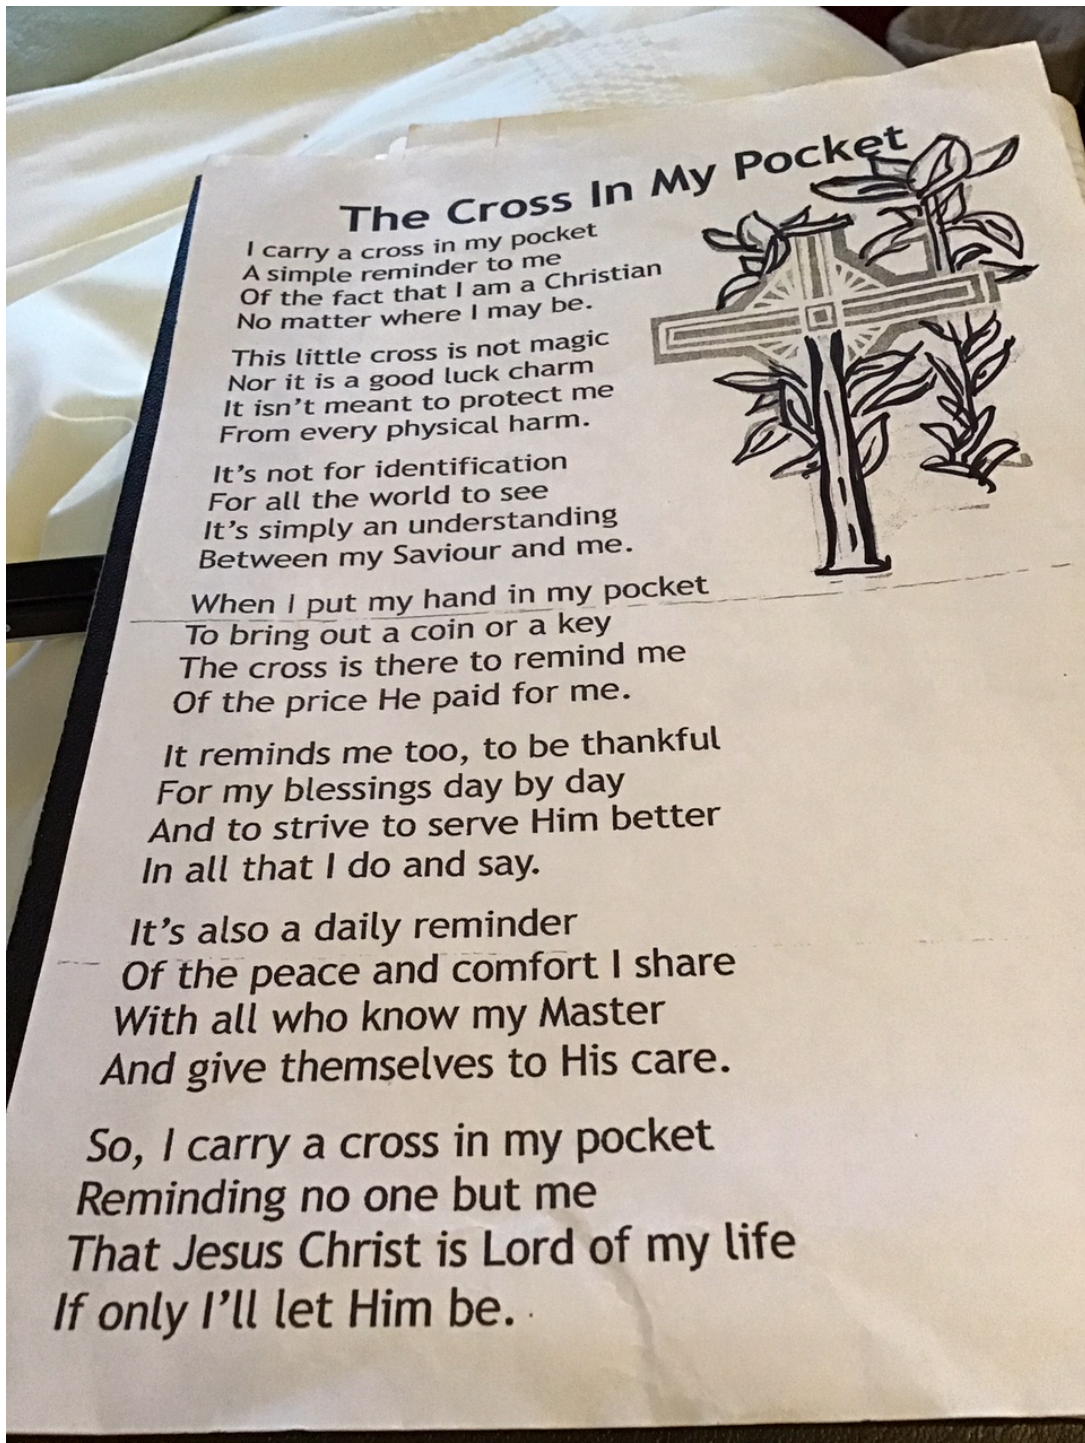 The Cross In My Pocket
I carry a cross in my pocket
A simple reminder to me
Of the fact that I am a Christian
No matter where I may be.
This little cross is not magic
Nor it is a good luck charm
It isn't meant to protect me
From every physical harm.
It's not for identification
For all the world to see
It's simply an understanding
Between my Saviour and me.
When I put my hand in my pocket
To bring out a coin or a key
The cross is there to remind me
Of the price He paid for me.
It reminds me too, to be thankful
For my blessings day by day
And to strive to serve Him better
In all that I do and say.
It's also a daily reminder
Of the peace and comfort I share
With all who know my Master
And give themselves to His care.
So, I carry a cross in my pocket
Reminding no one but me
That Jesus Christ is Lord of my life
If only I'll let Him be.